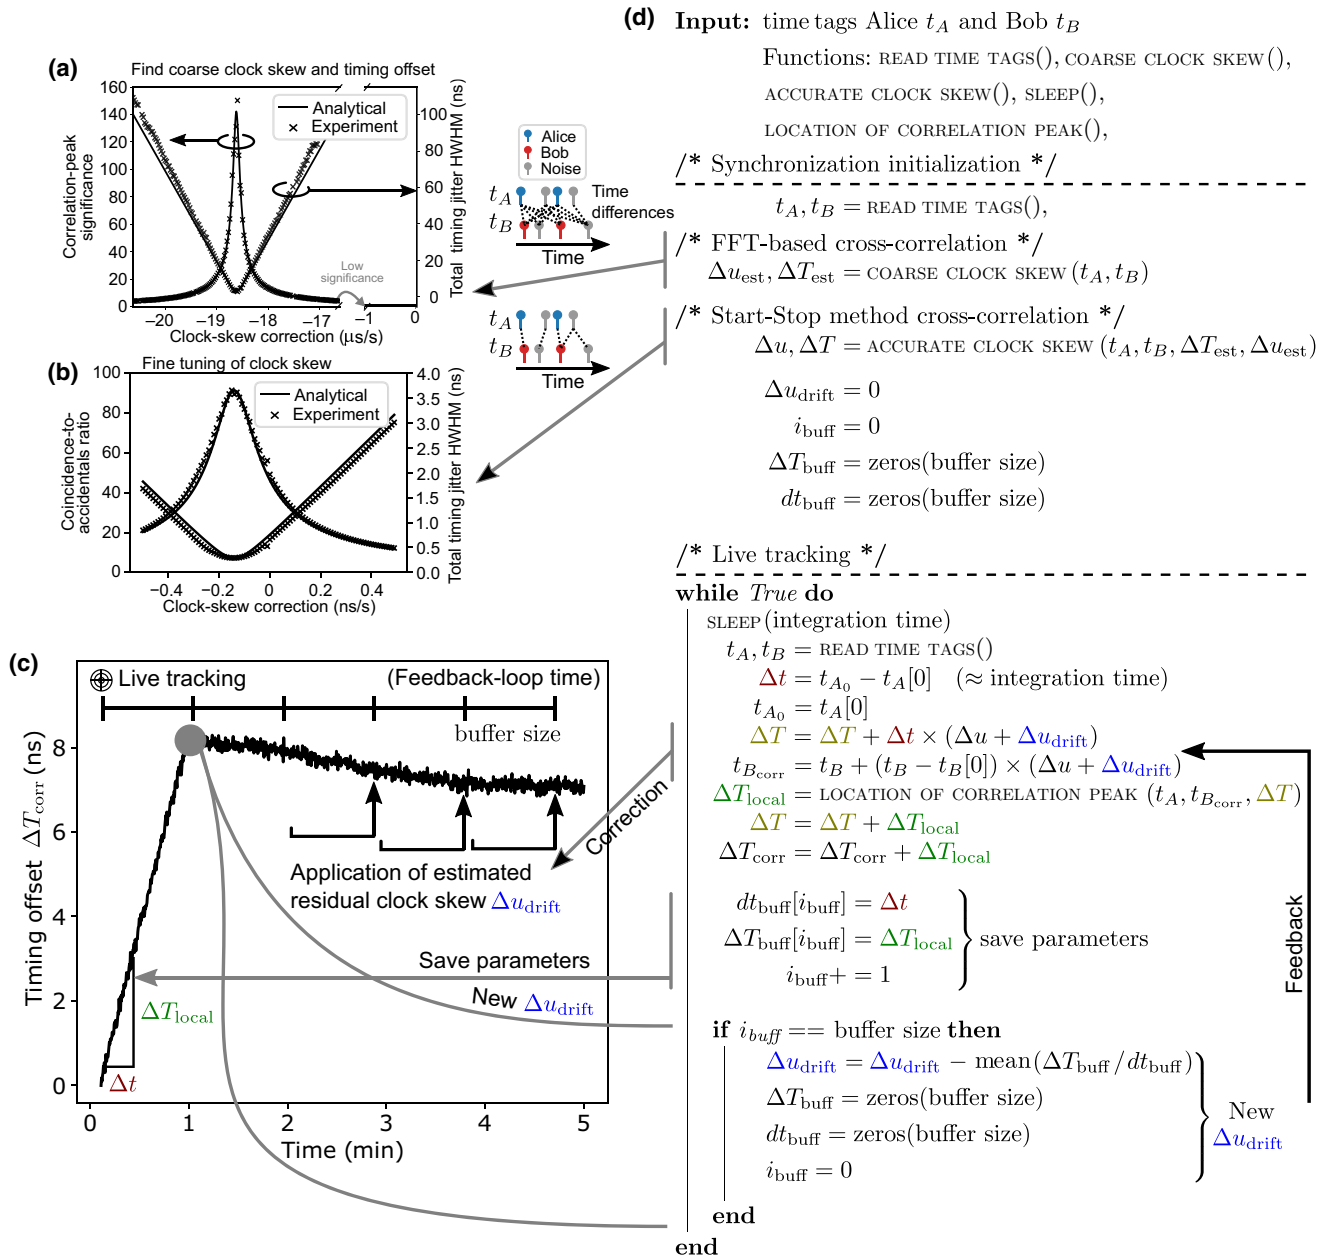 (a)
Find coarse clock skew and timing offset
Correlation-peak
significance
160
140
120
100
80
60
40
20
0
Analytical
Experiment
Low
significance
100
80
60
40
20
0
Total timing jitter HWHM (ns)
−20 −19 −18 −17 −1 0
Clock-skew correction (μs/s)
Alice
Bob
Noise
t_A
t_B
Time
differences
Time
t_A
t_B
Time
(b)
Fine tuning of clock skew
Coincidence-to
accidentals ratio
100
80
60
40
20
0
Analytical
Experiment
4.0
3.5
3.0
2.5
2.0
1.5
1.0
0.5
0.0
Total timing jitter HWHM (ns)
−0.4 −0.2 0 0.2 0.4
Clock-skew correction (ns/s)
(c)
Live tracking
(Feedback-loop time)
buffer size
Timing offset ΔT_corr (ns)
8
6
4
2
0
Application of estimated
residual clock skew Δu_drift
Correction
Save parameters
New Δu_drift
ΔT_local
Δt
0 1 2 3 4 5
Time (min)
(d)
Input: time tags Alice t_A and Bob t_B
Functions: READ TIME TAGS(), COARSE CLOCK SKEW(),
ACCURATE CLOCK SKEW(), SLEEP(),
LOCATION OF CORRELATION PEAK(),
/* Synchronization initialization */
t_A, t_B = READ TIME TAGS(),
/* FFT-based cross-correlation */
Δu_est, ΔT_est = COARSE CLOCK SKEW (t_A, t_B)
/* Start-Stop method cross-correlation */
Δu, ΔT = ACCURATE CLOCK SKEW (t_A, t_B, ΔT_est, Δu_est)
Δu_drift = 0
i_buff = 0
ΔT_buff = zeros(buffer size)
dt_buff = zeros(buffer size)
/* Live tracking */
while True do
SLEEP(integration time)
t_A, t_B = READ TIME TAGS()
Δt = t_{A_0} − t_A[0] (≈ integration time)
t_{A_0} = t_A[0]
ΔT = ΔT + Δt × (Δu + Δu_drift)
t_{B_corr} = t_B + (t_B − t_B[0]) × (Δu + Δu_drift)
ΔT_local = LOCATION OF CORRELATION PEAK (t_A, t_{B_corr}, ΔT)
ΔT = ΔT + ΔT_local
ΔT_corr = ΔT_corr + ΔT_local
dt_buff[i_buff] = Δt
ΔT_buff[i_buff] = ΔT_local
i_buff+ = 1
save parameters
if i_buff == buffer size then
Δu_drift = Δu_drift − mean(ΔT_buff/dt_buff)
ΔT_buff = zeros(buffer size)
dt_buff = zeros(buffer size)
i_buff = 0
New
Δu_drift
end
end
Feedback